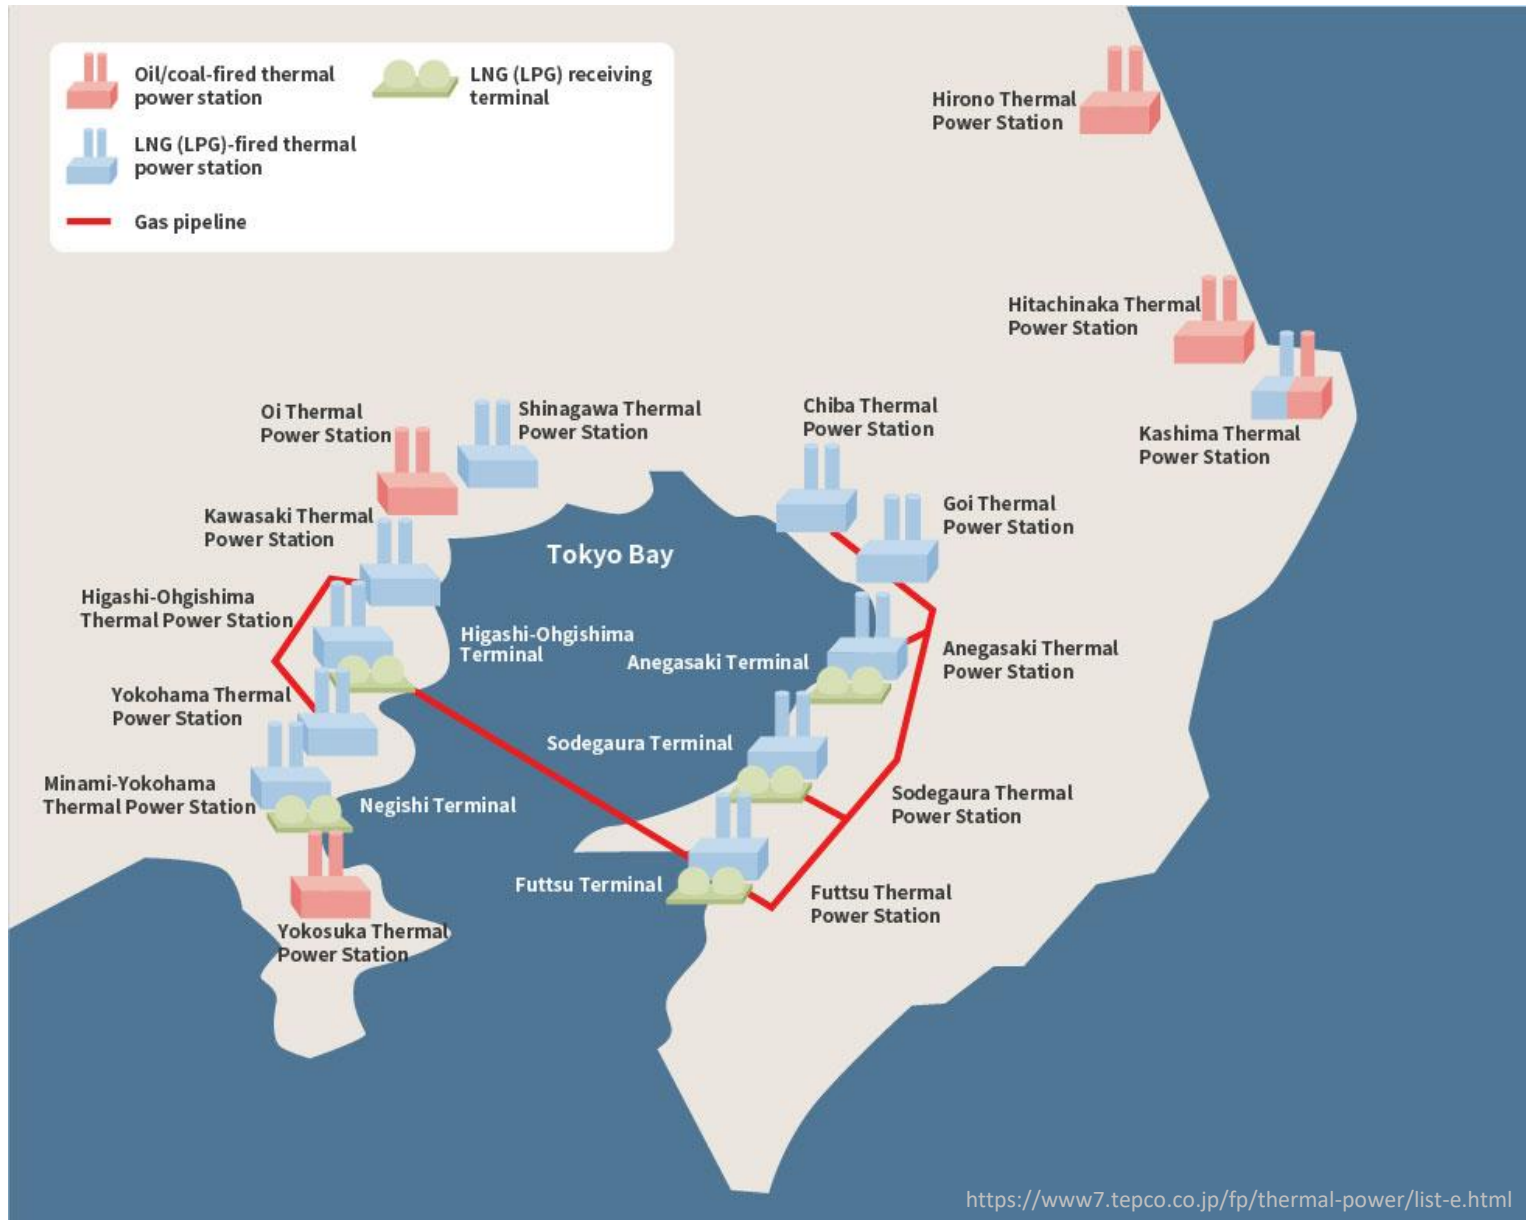 Oil/coal-fired thermal
power station
LNG (LPG) receiving
terminal
LNG (LPG)-fired thermal
power station
Gas pipeline
Hirono Thermal
Power Station
Hitachinaka Thermal
Power Station
Kashima Thermal
Power Station
Oi Thermal
Power Station
Shinagawa Thermal
Power Station
Chiba Thermal
Power Station
Kawasaki Thermal
Power Station
Goi Thermal
Power Station
Tokyo Bay
Higashi-Ohgishima
Thermal Power Station
Higashi-Ohgishima
Terminal
Anegasaki Terminal
Anegasaki Thermal
Power Station
Yokohama Thermal
Power Station
Sodegaura Terminal
Minami-Yokohama
Thermal Power Station
Negishi Terminal
Sodegaura Thermal
Power Station
Futtsu Terminal
Futtsu Thermal
Power Station
Yokosuka Thermal
Power Station
https://www7.tepco.co.jp/fp/thermal-power/list-e.html